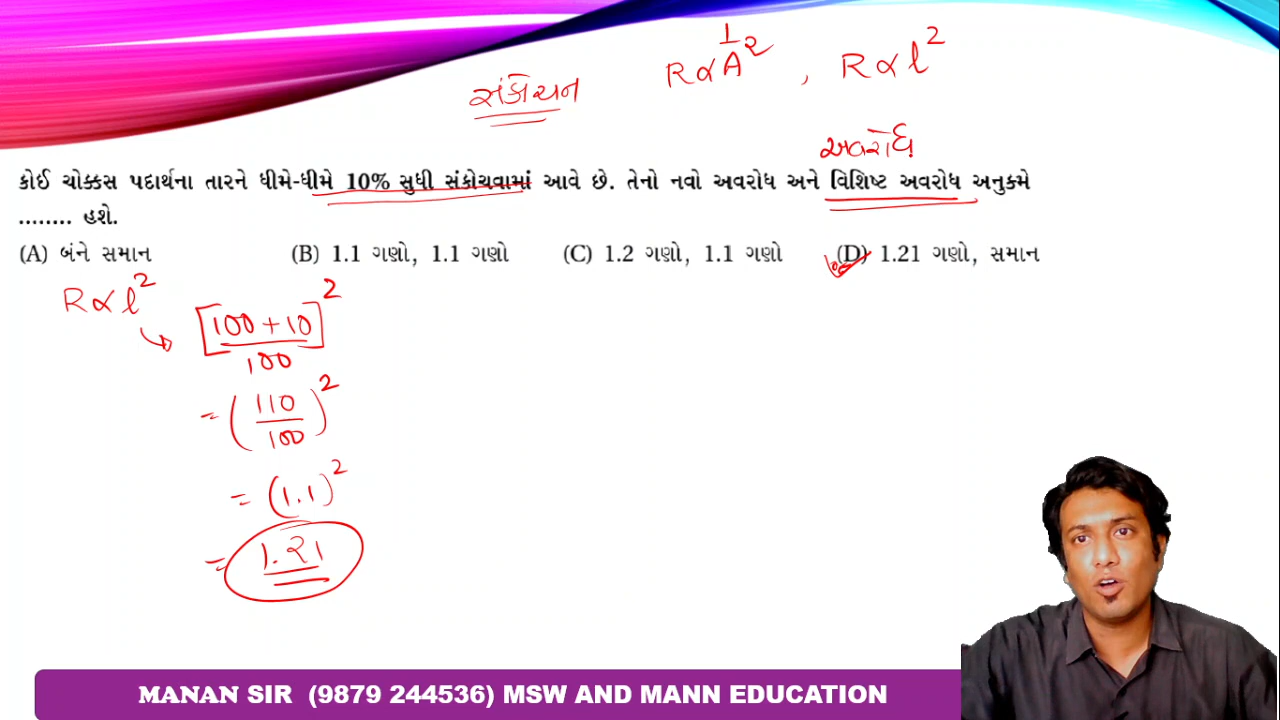 સંકોચન R∝1/A², R∝l²
અવરોધ
કોઈ ચોક્કસ પદાર્થના તારને ધીમે-ધીમે 10% સુધી સંકોચવામાં આવે છે. તેનો નવો અવરોધ અને વિશિષ્ટ અવરોધ અનુક્રમે
........ હશે.
(A) બંને સમાન (B) 1.1 ગણો, 1.1 ગણો (C) 1.2 ગણો, 1.1 ગણો (D) 1.21 ગણો, સમાન
R∝l²
[(100+10)/100]²
= (110/100)²
= (1.1)²
= 1.21
MANAN SIR (9879 244536) MSW AND MANN EDUCATION